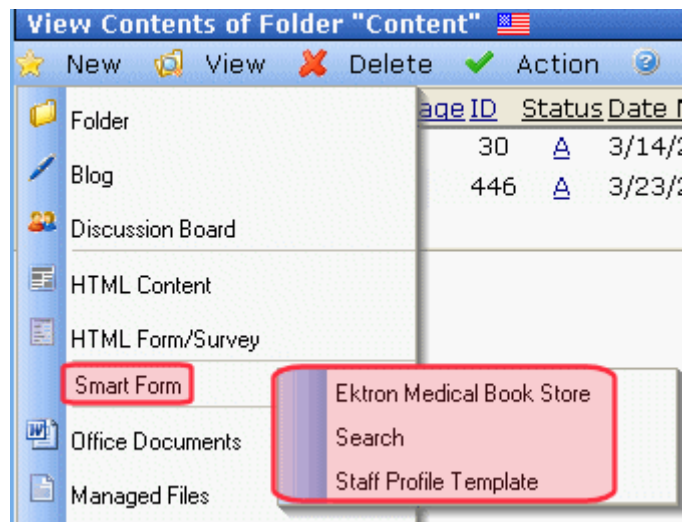 View Contents of Folder "Content"
New View Delete Action
Folder
age ID Status Date
30 A 3/14/2
Blog
446 A 3/23/2
Discussion Board
HTML Content
HTML Form/Survey
Smart Form
Ektron Medical Book Store
Search
Staff Profile Template
Office Documents
Managed Files